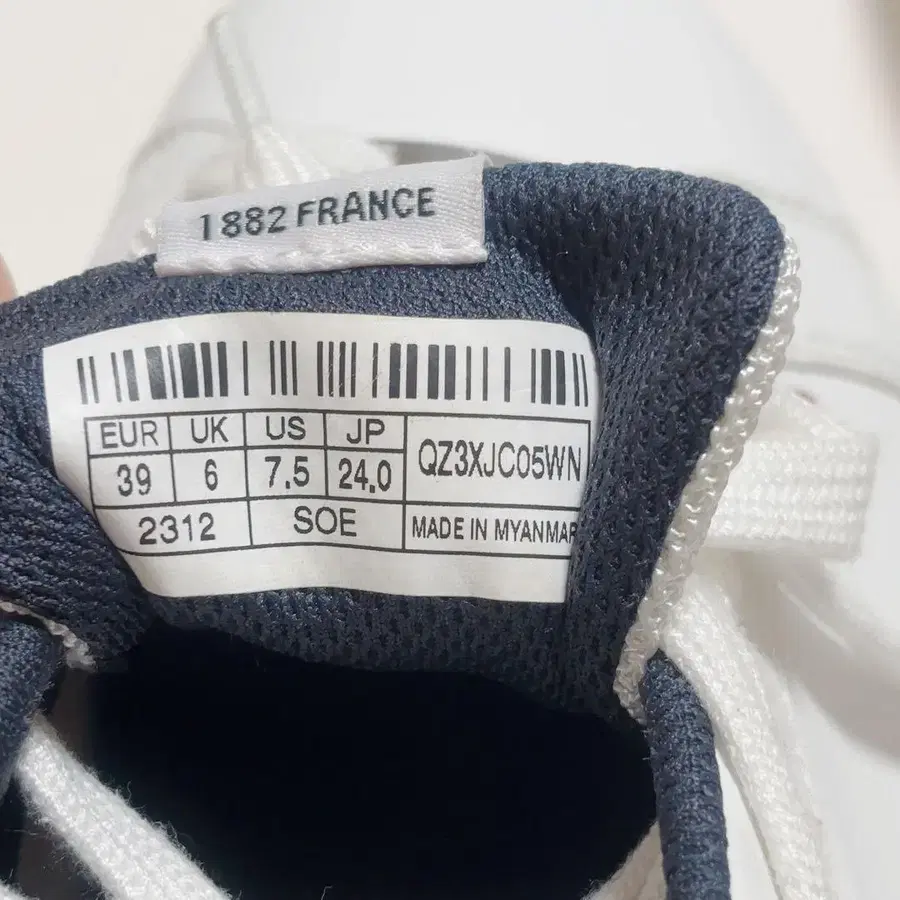 1882 FRANCE
EUR UK US JP QZ3XJC05WN
39 6 7.5 24.0
2312 SOE MADE IN MYANMAR